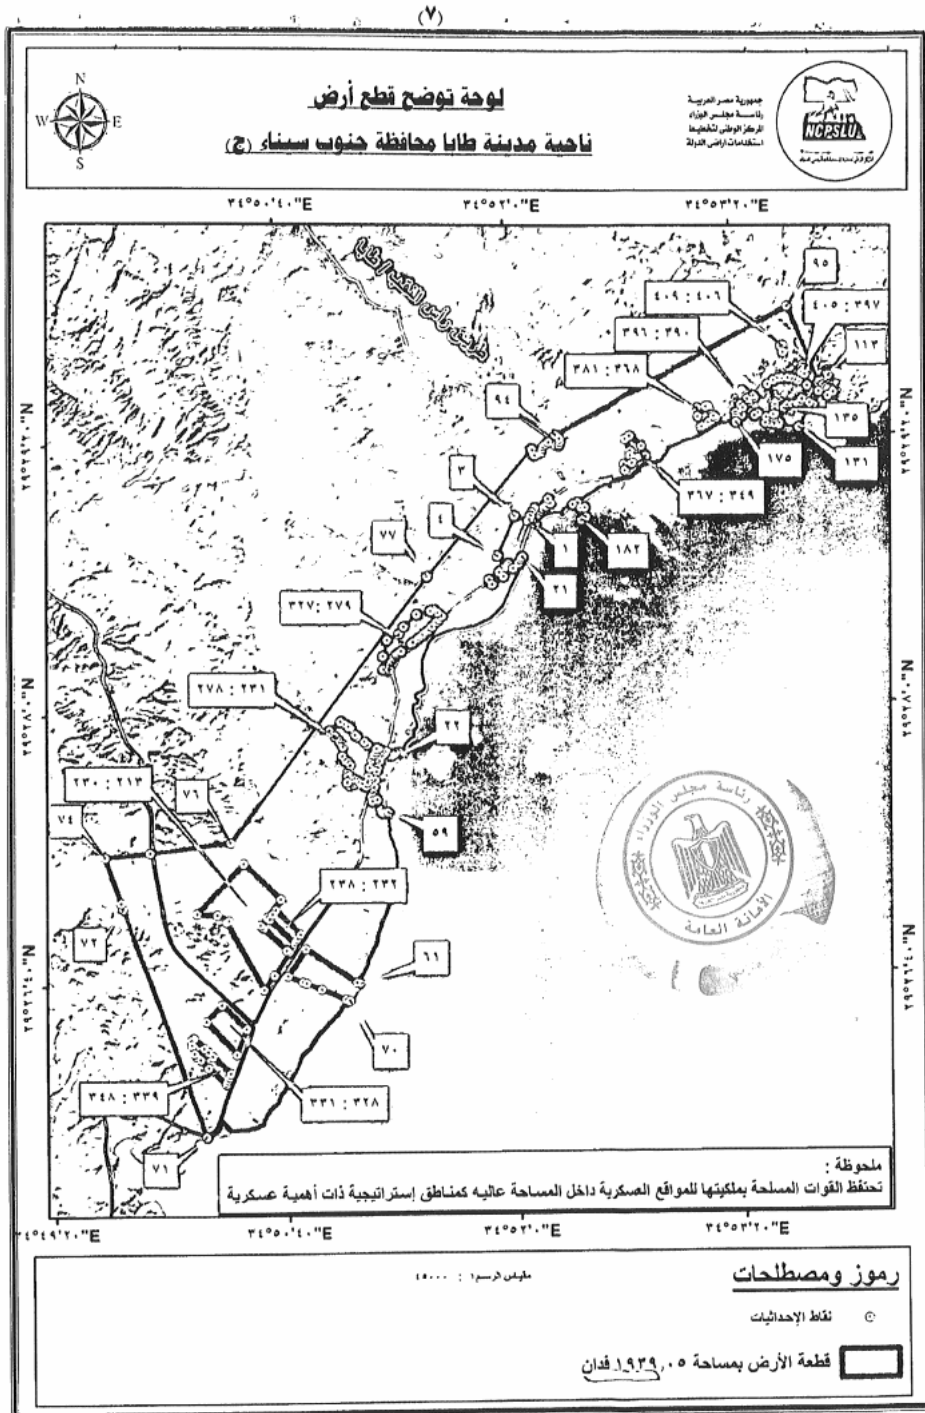 (٧)
لوحة توضح قطع أرض
ناحية مدينة طابا محافظة جنوب سيناء (ج)
جمهورية مصر العربية
رئاسة مجلس الوزراء
المركز الوطني لتخطيط
استخدامات اراضى الدولة
NCPSLU
N
W
E
S
٣٤°٥٠'٤٠"E
٣٤°٥٢'٠"E
٣٤°٥٣'٢٠"E
٩٥
٤٠٩ : ٤٠٦
٤٠٥ : ٣٩٧
٣٩٦ : ٣٩٠
١١٣
٣٨١ : ٣٦٨
٩٤
١٣٥
١٧٥
١٣١
٣
٣٦٧ : ٣٤٩
٤
٧٧
١
١٨٢
٢١
٣٢٧ : ٢٧٩
٢٧٨ : ٢٣١
٢٢
٢٣٠ : ٢١٣
٧٦
٧٤
٥٩
٢٣٨ : ٢٣٢
٧٢
٦١
٧٠
٣٤٨ : ٣٣٩
٣٣١ : ٣٢٨
٧١
رئاسة مجلس الوزراء
الأمانة العامة
ملحوظة :
تحتفظ القوات المسلحة بملكيتها للمواقع العسكرية داخل المساحة عاليه كمناطق إستراتيجية ذات أهمية عسكرية
٣٤°٤٩'٢٠"E
٣٤°٥٠'٤٠"E
٣٤°٥٢'٠"E
٣٤°٥٣'٢٠"E
رموز ومصطلحات
مقياس الرسم ١ : ٤٥٠٠٠
نقاط الإحداثيات
قطعة الأرض بمساحة ١٩٣٩,٠٥ فدان